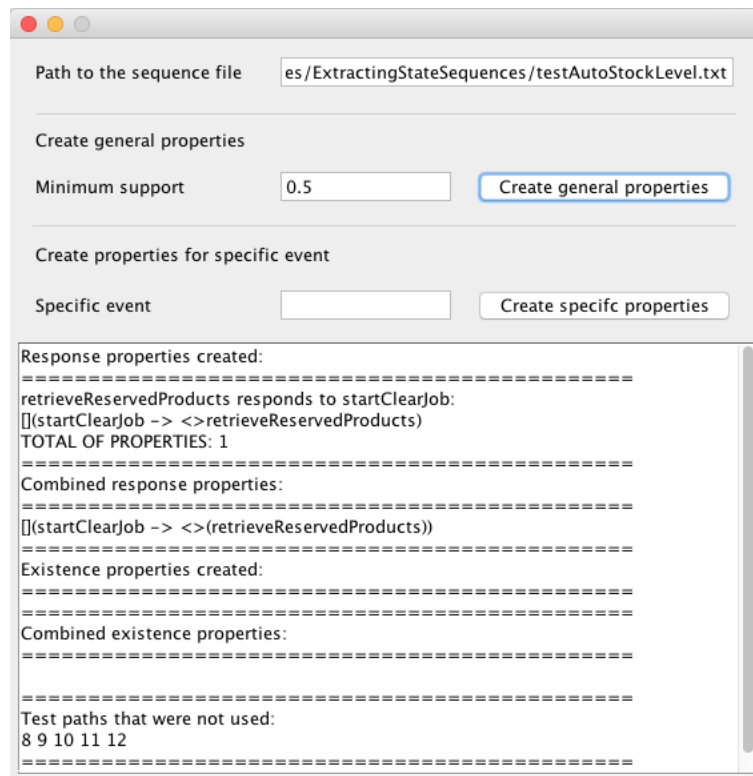 Path to the sequence file es/ExtractingStateSequences/testAutoStockLevel.txt
Create general properties
Minimum support 0.5 Create general properties
Create properties for specific event
Specific event Create specifc properties
Response properties created:
==============================================
retrieveReservedProducts responds to startClearJob:
[](startClearJob -> <>retrieveReservedProducts)
TOTAL OF PROPERTIES: 1
==============================================
Combined response properties:
==============================================
[](startClearJob -> <>(retrieveReservedProducts))
==============================================
Existence properties created:
==============================================
==============================================
Combined existence properties:
==============================================
==============================================
Test paths that were not used:
8 9 10 11 12
==============================================